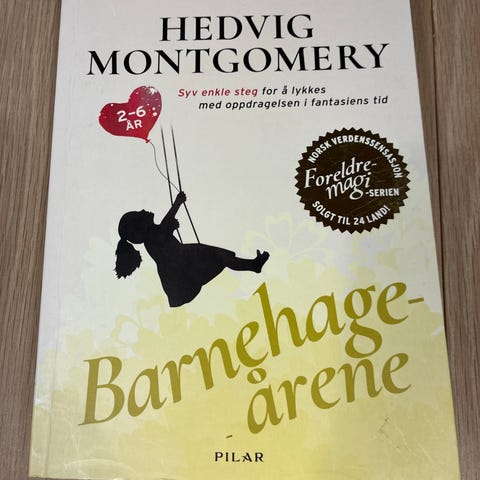 HEDVIG
MONTGOMERY
Syv enkle steg for å lykkes
med oppdragelsen i fantasiens tid
2–6
ÅR
NORSK VERDENSSENSASJON
Foreldre-
magi
-SERIEN
SOLGT TIL 24 LAND!
Barnehage-
årene
PILAR